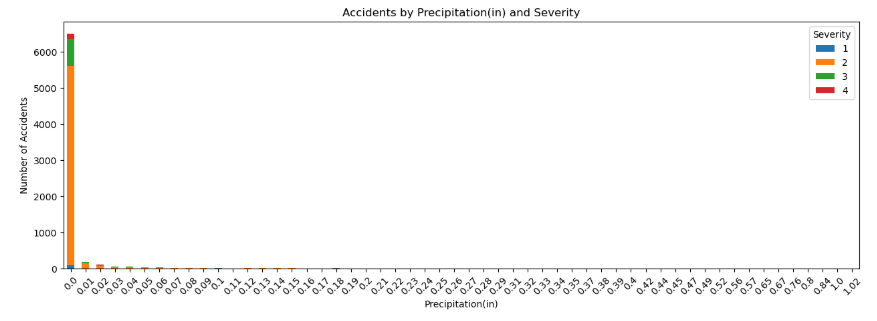 Accidents by Precipitation(in) and Severity
Severity
1
2
3
4
6000
5000
4000
3000
2000
1000
0
Number of Accidents
0.0 0.01 0.02 0.03 0.04 0.05 0.06 0.07 0.08 0.09 0.1 0.11 0.12 0.13 0.14 0.15 0.16 0.17 0.18 0.19 0.2 0.21 0.22 0.23 0.24 0.25 0.26 0.27 0.28 0.29 0.31 0.32 0.33 0.34 0.35 0.37 0.38 0.39 0.4 0.42 0.44 0.45 0.47 0.49 0.52 0.56 0.57 0.65 0.67 0.76 0.8 0.84 1.0 1.02
Precipitation(in)